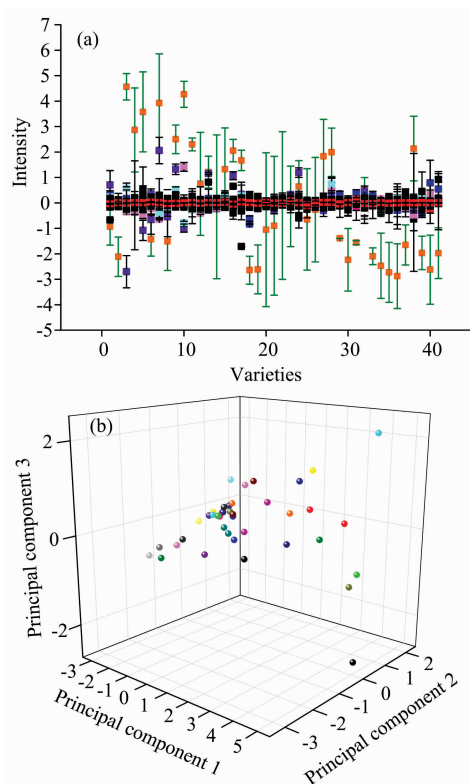 (a)
7
6
5
4
3
2
1
0
-1
-2
-3
-4
-5
Intensity
0 10 20 30 40
Varieties
(b)
2
0
-2
Principal component 3
-3 -2 -1 0 1 2 3 4 5
Principal component 1
-3 -2 -1 0 1 2
Principal component 2